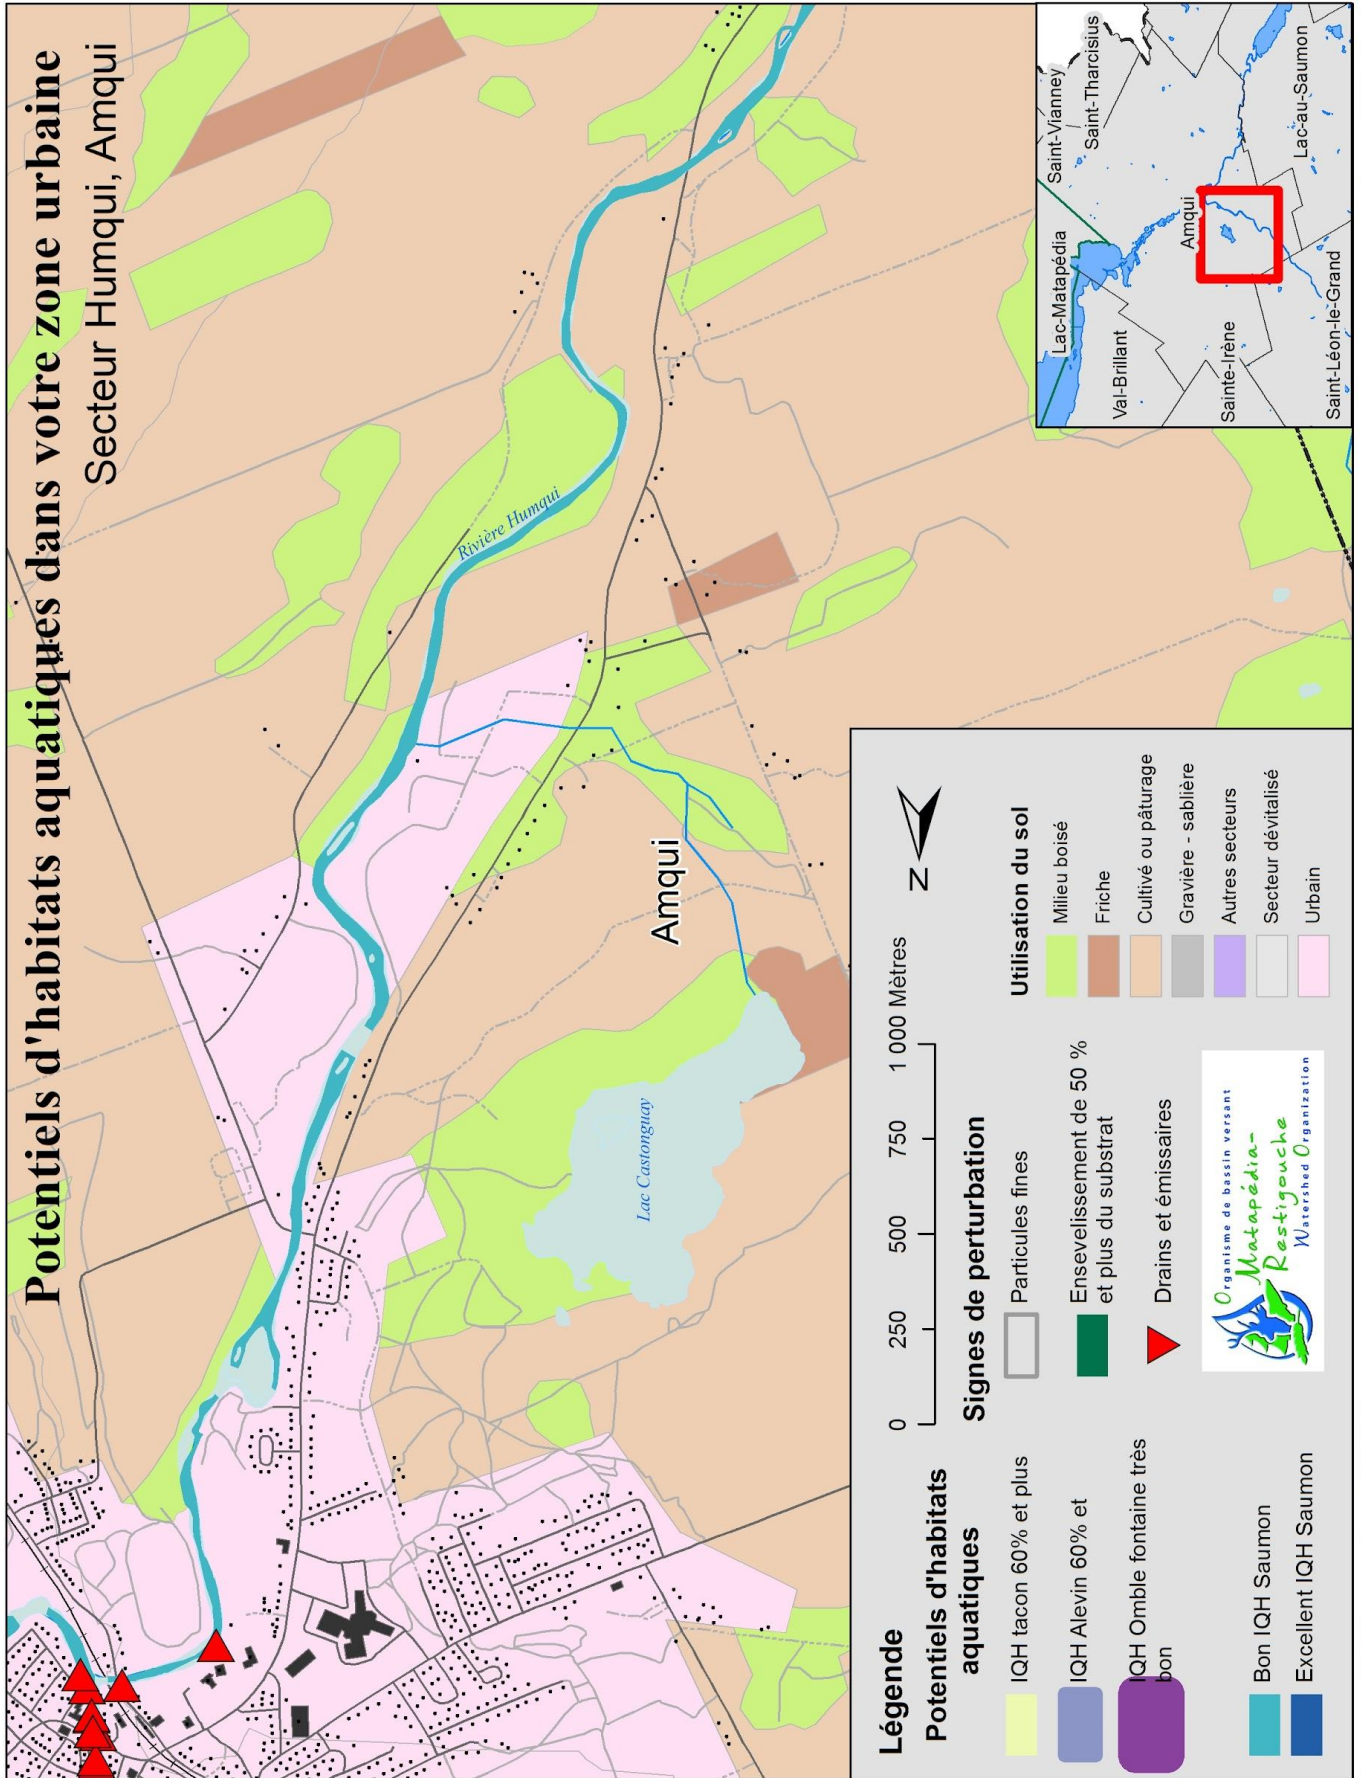 Potentiels d'habitats aquatiques dans votre zone urbaine
Secteur Humqui, Amqui
Rivière Humqui
Amqui
Lac Castonguay
Saint-Vianney
Saint-Tharcisius
Lac-Matapédia
Amqui
Val-Brillant
Lac-au-Saumon
Sainte-Irène
Saint-Léon-le-Grand
Légende
Potentiels d'habitats
aquatiques
IQH tacon 60% et plus
IQH Alevin 60% et
IQH Omble fontaine très
bon
Bon IQH Saumon
Excellent IQH Saumon
0 250 500 750 1 000 Mètres
Signes de perturbation
Particules fines
Ensevelissement de 50 %
et plus du substrat
Drains et émissaires
Organisme de bassin versant
Matapédia-
Restigouche
Watershed Organization
N
Utilisation du sol
Milieu boisé
Friche
Cultivé ou pâturage
Gravière - sablière
Autres secteurs
Secteur dévitalisé
Urbain